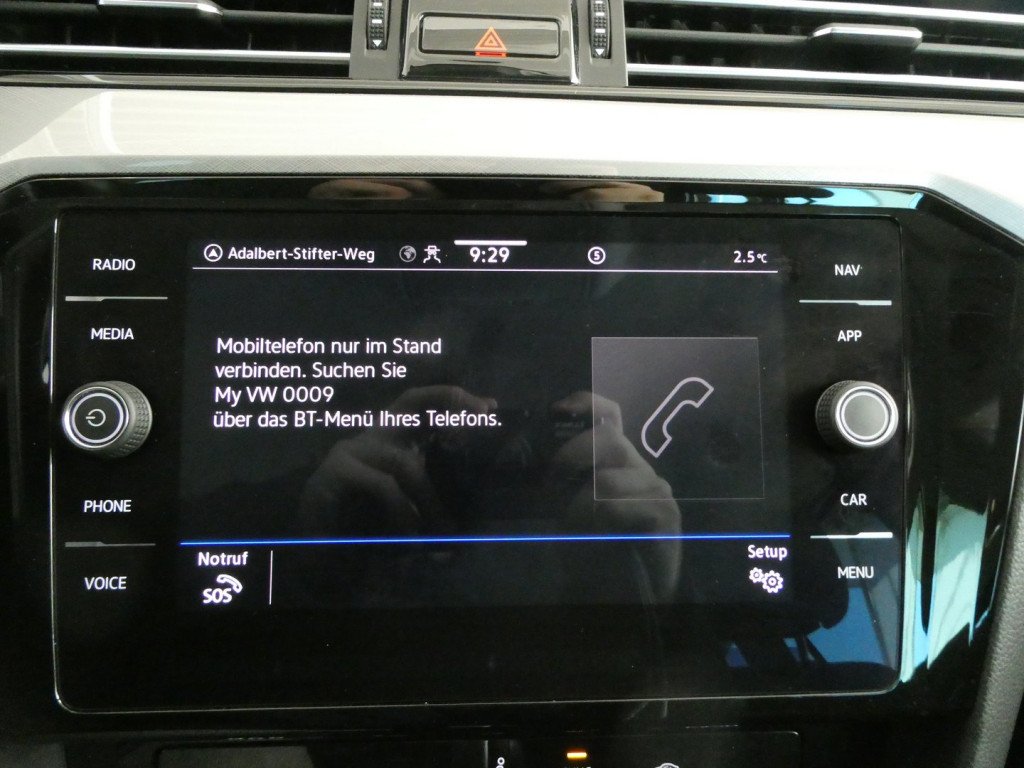 RADIO
MEDIA
PHONE
VOICE
Adalbert-Stifter-Weg
9:29
5
2.5°C
Mobiltelefon nur im Stand
verbinden. Suchen Sie
My VW 0009
über das BT-Menü Ihres Telefons.
Notruf
SOS
Setup
NAV
APP
CAR
MENU